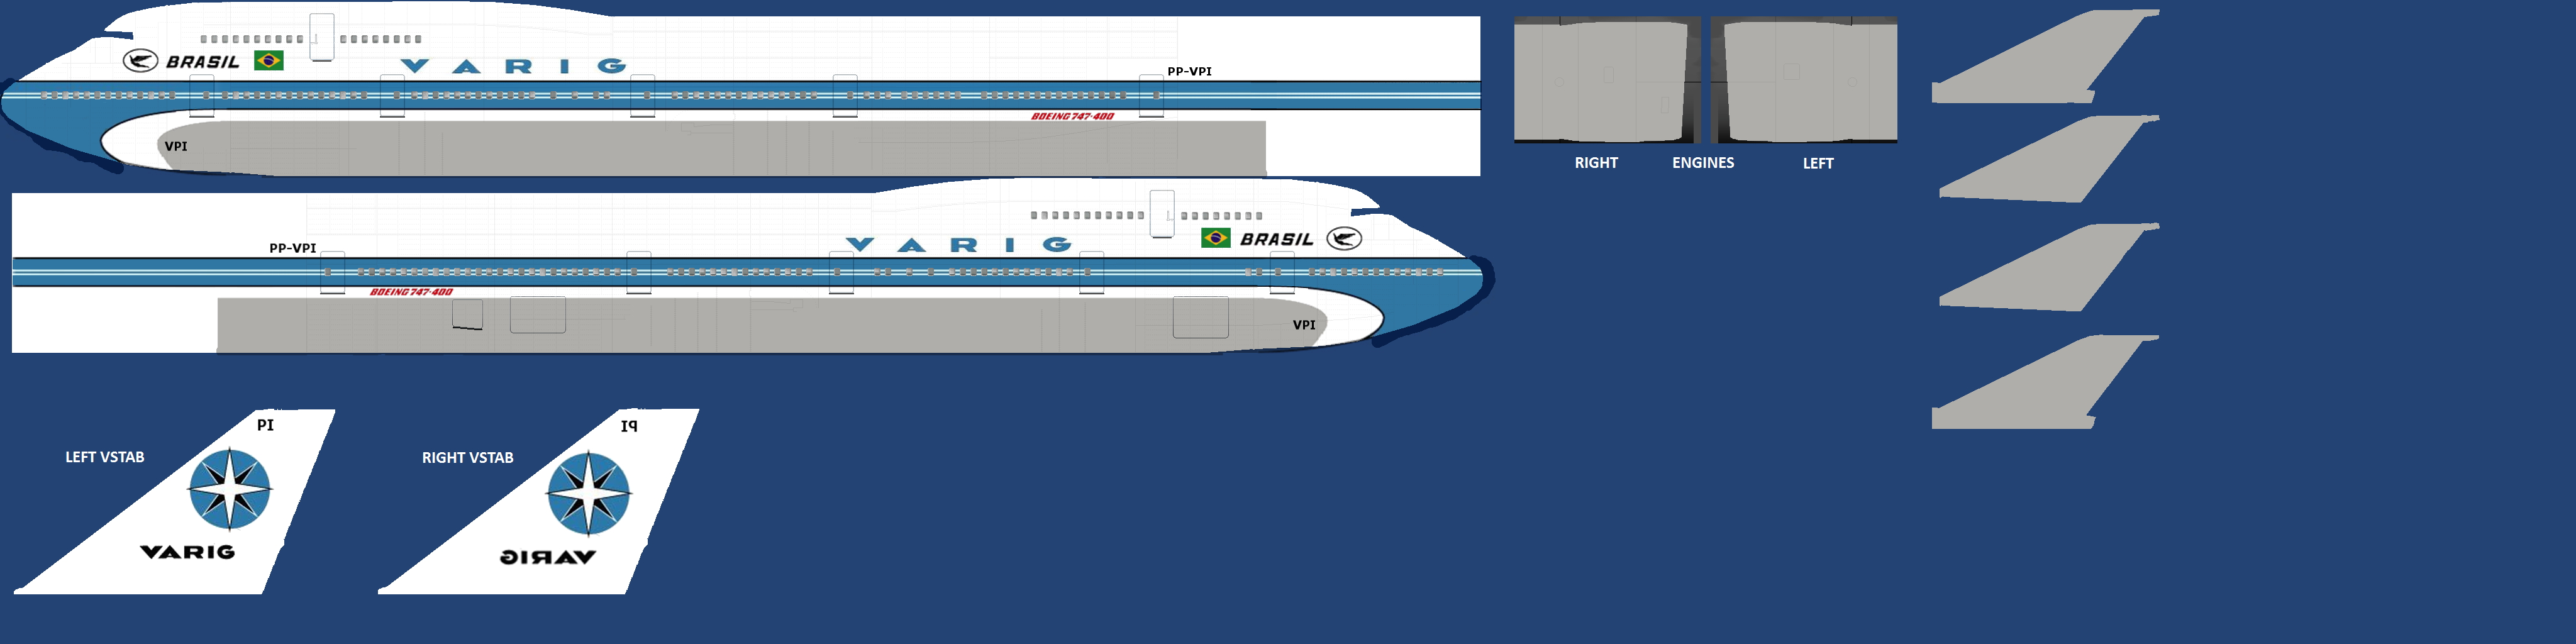 BRASIL
VARIG
PP-VPI
BOEING 747-400
VPI
RIGHT ENGINES LEFT
PP-VPI
VARIG
BRASIL
BOEING 747-400
VPI
PI
LEFT VSTAB
VARIG
PI
RIGHT VSTAB
VARIG